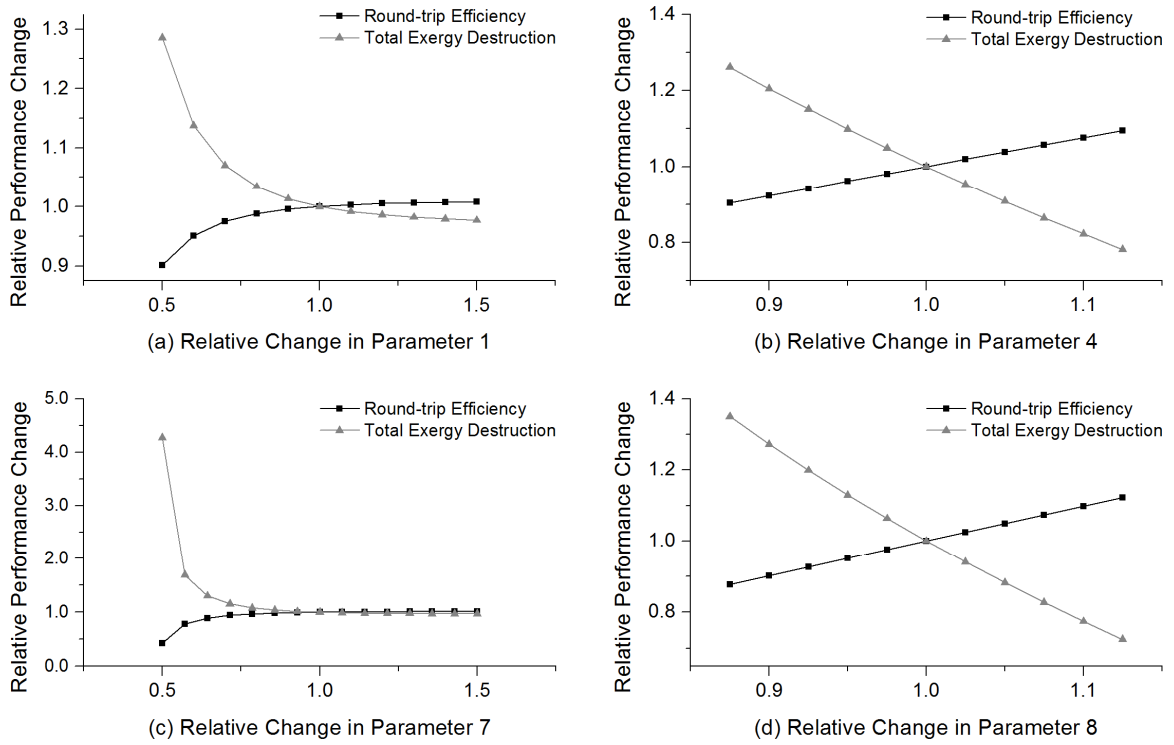 Relative Performance Change
1.3
1.2
1.1
1.0
0.9
Round-trip Efficiency
Total Exergy Destruction
0.5
1.0
1.5
(a) Relative Change in Parameter 1
Relative Performance Change
1.4
1.2
1.0
0.8
Round-trip Efficiency
Total Exergy Destruction
0.9
1.0
1.1
(b) Relative Change in Parameter 4
Relative Performance Change
5.0
4.0
3.0
2.0
1.0
0.0
Round-trip Efficiency
Total Exergy Destruction
0.5
1.0
1.5
(c) Relative Change in Parameter 7
Relative Performance Change
1.4
1.2
1.0
0.8
Round-trip Efficiency
Total Exergy Destruction
0.9
1.0
1.1
(d) Relative Change in Parameter 8